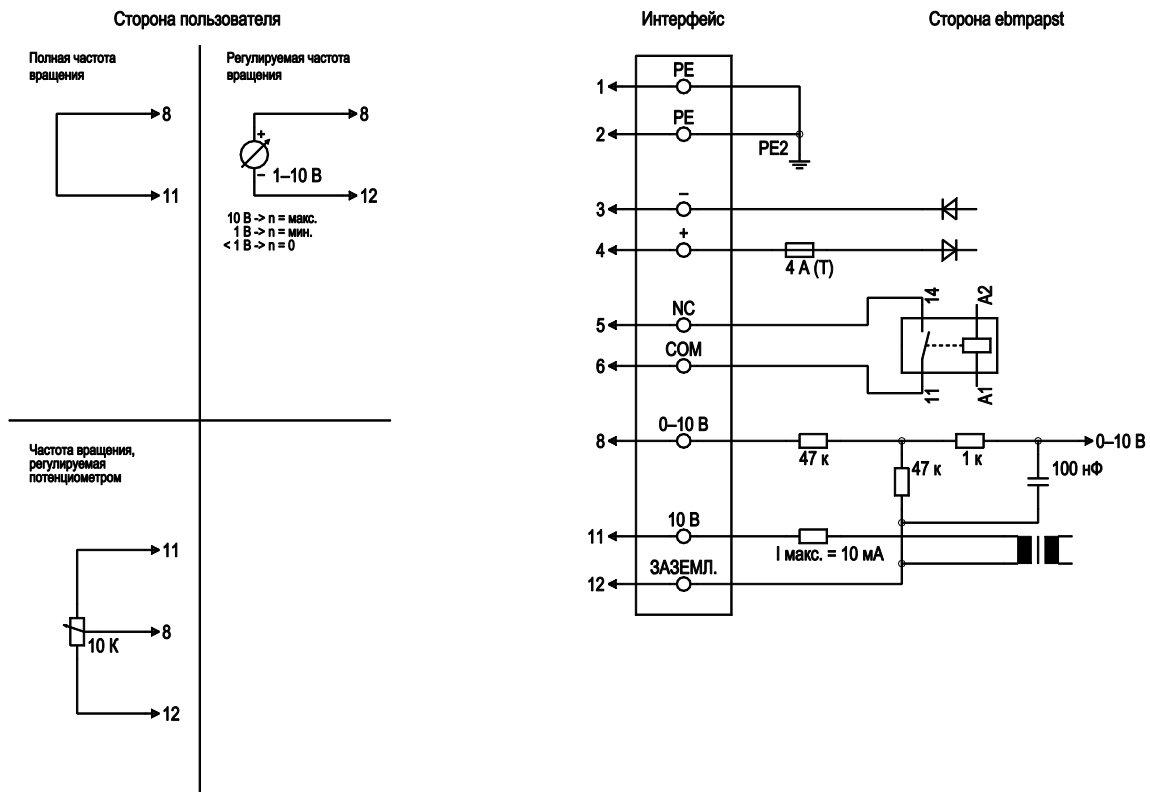 Сторона пользователя
Полная частота
вращения
8
11
Регулируемая частота
вращения
8
+
–
1–10 В
12
10 В -> n = макс.
1 В -> n = мин.
< 1 В -> n = 0
Частота вращения,
регулируемая
потенциометром
11
8
10 К
12
Интерфейс
Сторона ebmpapst
PE
1
PE
2
PE2
–
3
+
4
4 А (Т)
NC
5
14
A2
COM
6
11
A1
0–10 В
8
47 к
47 к
1 к
100 нФ
0–10 В
10 В
11
I макс. = 10 мА
ЗАЗЕМЛ.
12